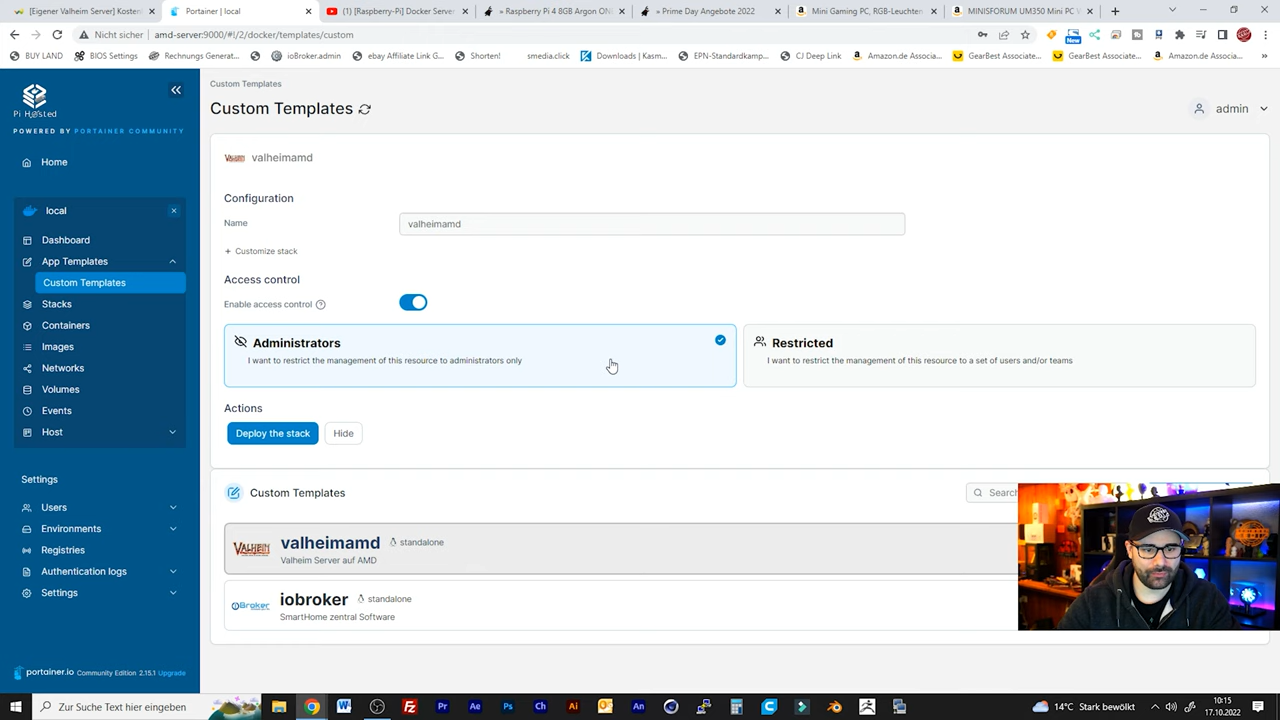 [Eigener Valheim Server] Kosten
Portainer | local
(1) [Raspberry-Pi] Docker Server
» Raspberry Pi 4 8GB Argon ON
» Prime Day Angebote 2022
Mini Gaming PC, RGB-Leuchten
MINISFORUM UM350 Mini PC
Nicht sicher
amd-server:9000/#!/2/docker/templates/custom
BUY LAND
BIOS Settings
Rechnungs Generat...
ioBroker.admin
ebay Affiliate Link G...
Shorten!
smedia.click
Downloads | Kasm...
EPN-Standardkamp...
CJ Deep Link
Amazon.de Associate...
GearBest Associate...
GearBest Associate...
Amazon.de Associa...
New
Pi H@sted
POWERED BY PORTAINER COMMUNITY
Home
local
Dashboard
App Templates
Custom Templates
Stacks
Containers
Images
Networks
Volumes
Events
Host
Settings
Users
Environments
Registries
Authentication logs
Settings
portainer.io Community Edition 2.15.1 Upgrade
Custom Templates
Custom Templates
admin
valheimamd
Configuration
Name
valheimamd
+ Customize stack
Access control
Enable access control
Administrators
I want to restrict the management of this resource to administrators only
Restricted
I want to restrict the management of this resource to a set of users and/or teams
Actions
Deploy the stack
Hide
Custom Templates
Search
VALHEIM
valheimamd
standalone
Valheim Server auf AMD
ioBroker
iobroker
standalone
SmartHome zentral Software
Zur Suche Text hier eingeben
14°C Stark bewölkt
10:15
17.10.2022